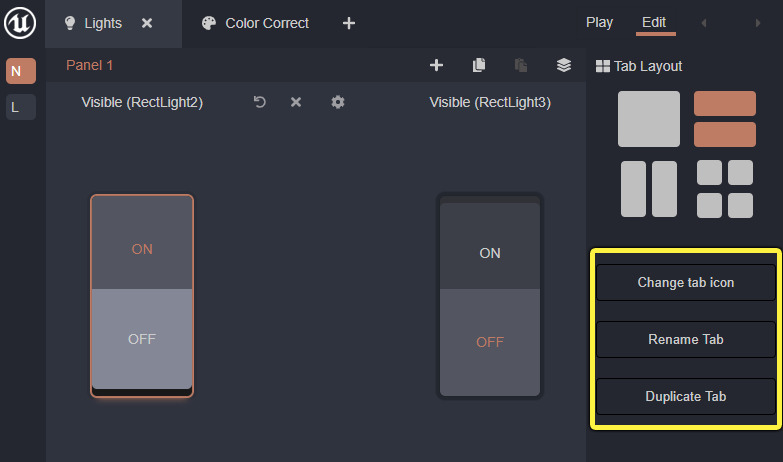 Lights
Color Correct
Play
Edit
N
L
Panel 1
Tab Layout
Visible (RectLight2)
Visible (RectLight3)
ON
OFF
ON
OFF
Change tab icon
Rename Tab
Duplicate Tab